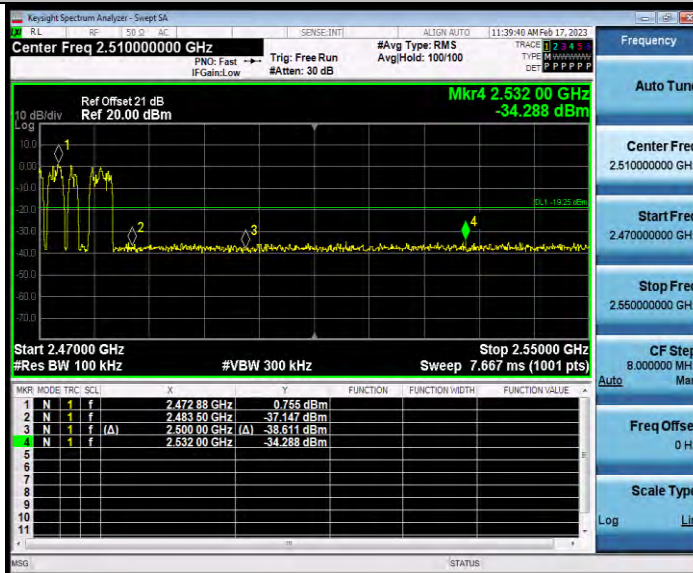 Keysight Spectrum Analyzer - Swept SA
RL RF 50 Ω AC SENSE:INT ALIGN AUTO 11:39:40 AM Feb 17, 2023
Center Freq 2.510000000 GHz
PNO: Fast
IFGain:Low
Trig: Free Run
#Atten: 30 dB
#Avg Type: RMS
Avg|Hold: 100/100
TRACE 1 2 3 4 5 6
TYPE M WWWWW
DET P P P P P P
Ref Offset 21 dB
10 dB/div Ref 20.00 dBm
Log
Mkr4 2.532 00 GHz
-34.288 dBm
10.0
0.00
-10.0
-20.0
-30.0
-40.0
-50.0
-60.0
-70.0
1
2
3
4
DL1 -19.25 dBm
Start 2.47000 GHz Stop 2.55000 GHz
#Res BW 100 kHz #VBW 300 kHz Sweep 7.667 ms (1001 pts)
MKR MODE TRC SCL X Y FUNCTION FUNCTION WIDTH FUNCTION VALUE
1 N 1 f 2.472 88 GHz 0.755 dBm
2 N 1 f 2.483 50 GHz -37.147 dBm
3 N 1 f (Δ) 2.500 00 GHz (Δ) -38.611 dBm
4 N 1 f 2.532 00 GHz -34.288 dBm
5
6
7
8
9
10
11
MSG STATUS
Frequency
Auto Tune
Center Freq
2.510000000 GHz
Start Freq
2.470000000 GHz
Stop Freq
2.550000000 GHz
CF Step
8.000000 MHz
Auto Man
Freq Offset
0 Hz
Scale Type
Log Lin